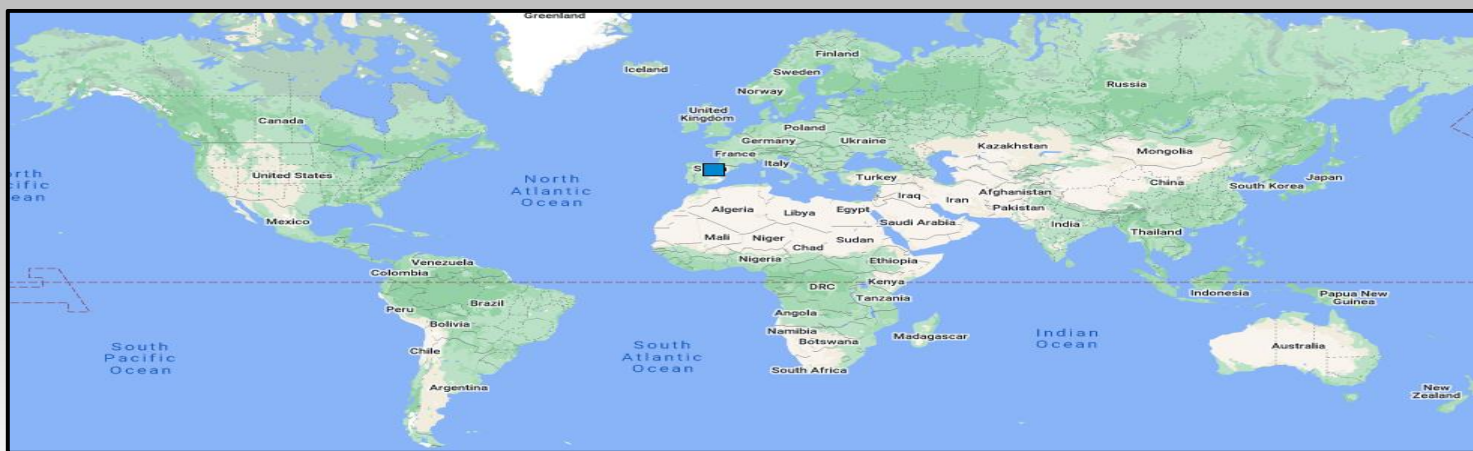 Greenland
Iceland
Finland
Sweden
Norway
Russia
United
Kingdom
Canada
Poland
Germany
Ukraine
France
Kazakhstan
Mongolia
Italy
United States
North
Atlantic
Ocean
Turkey
China
Japan
South Korea
Iraq
Iran
Afghanistan
Pakistan
Algeria
Libya
Egypt
Saudi Arabia
India
Mexico
Mali
Niger
Chad
Sudan
Thailand
Venezuela
Nigeria
Ethiopia
Colombia
DRC
Kenya
Tanzania
Indonesia
Papua New
Guinea
Brazil
Peru
Bolivia
Angola
Namibia
Botswana
Madagascar
Indian
Ocean
South
Pacific
Ocean
Chile
South
Atlantic
Ocean
Australia
South Africa
Argentina
New
Zealand